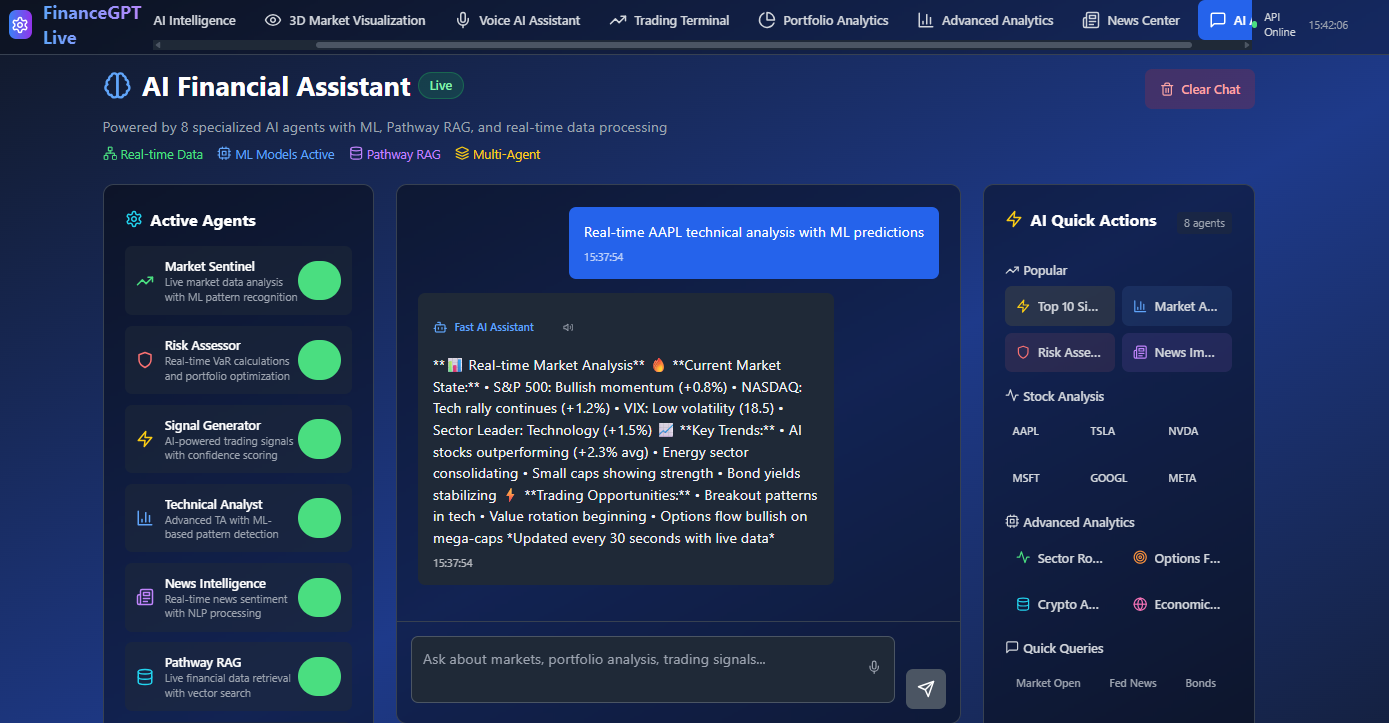 FinanceGPT
Live
AI Intelligence
3D Market Visualization
Voice AI Assistant
Trading Terminal
Portfolio Analytics
Advanced Analytics
News Center
AI
API
Online
15:42:06
AI Financial Assistant
Live
Clear Chat
Powered by 8 specialized AI agents with ML, Pathway RAG, and real-time data processing
Real-time Data
ML Models Active
Pathway RAG
Multi-Agent
Active Agents
Market Sentinel
Live market data analysis
with ML pattern recognition
Risk Assessor
Real-time VaR calculations
and portfolio optimization
Signal Generator
AI-powered trading signals
with confidence scoring
Technical Analyst
Advanced TA with ML-
based pattern detection
News Intelligence
Real-time news sentiment
with NLP processing
Pathway RAG
Live financial data retrieval
with vector search
Real-time AAPL technical analysis with ML predictions
15:37:54
Fast AI Assistant
**📊 Real-time Market Analysis** 🔥 **Current Market
State:** • S&P 500: Bullish momentum (+0.8%) • NASDAQ:
Tech rally continues (+1.2%) • VIX: Low volatility (18.5) •
Sector Leader: Technology (+1.5%) 📈 **Key Trends:** • AI
stocks outperforming (+2.3% avg) • Energy sector
consolidating • Small caps showing strength • Bond yields
stabilizing ⚡ **Trading Opportunities:** • Breakout patterns
in tech • Value rotation beginning • Options flow bullish on
mega-caps *Updated every 30 seconds with live data*
15:37:54
Ask about markets, portfolio analysis, trading signals...
AI Quick Actions
8 agents
Popular
Top 10 Si...
Market A...
Risk Asse...
News Im...
Stock Analysis
AAPL
TSLA
NVDA
MSFT
GOOGL
META
Advanced Analytics
Sector Ro...
Options F...
Crypto A...
Economic...
Quick Queries
Market Open
Fed News
Bonds